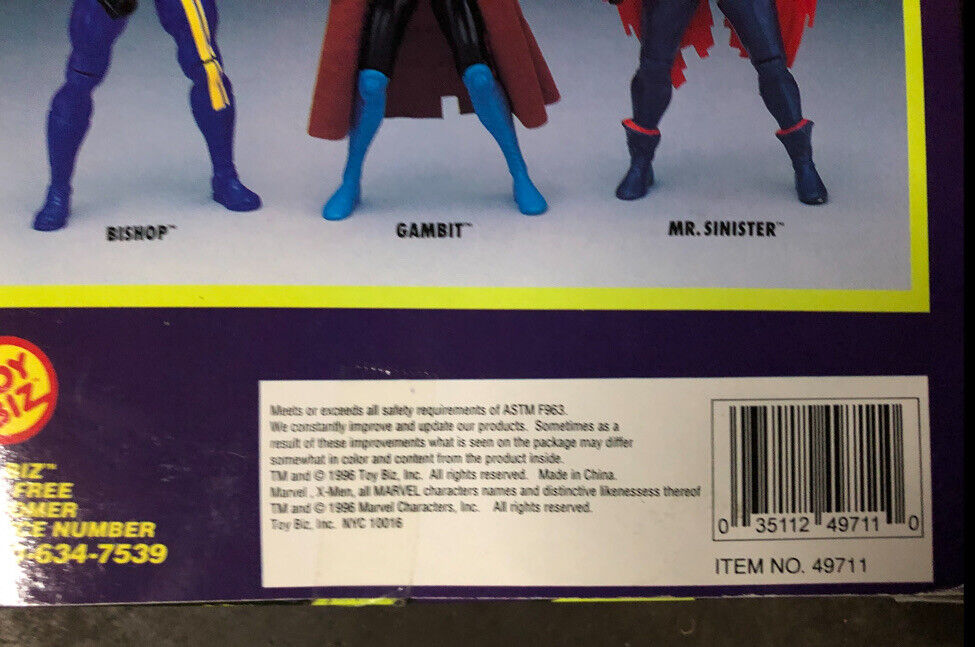 BISHOP™
GAMBIT™
MR. SINISTER™
OY
BIZ
BIZ™
FREE
OMER
CE NUMBER
-634-7539
Meets or exceeds all safety requirements of ASTM F963.
We constantly improve and update our products. Sometimes as a
result of these improvements what is seen on the package may differ
somewhat in color and content from the product inside.
TM and © 1996 Toy Biz, Inc. All rights reserved. Made in China.
Marvel, X-Men, all MARVEL characters names and distinctive likenessess thereof
TM and © 1996 Marvel Characters, Inc. All rights reserved.
Toy Biz, Inc. NYC 10016
0 35112 49711 0
ITEM NO. 49711